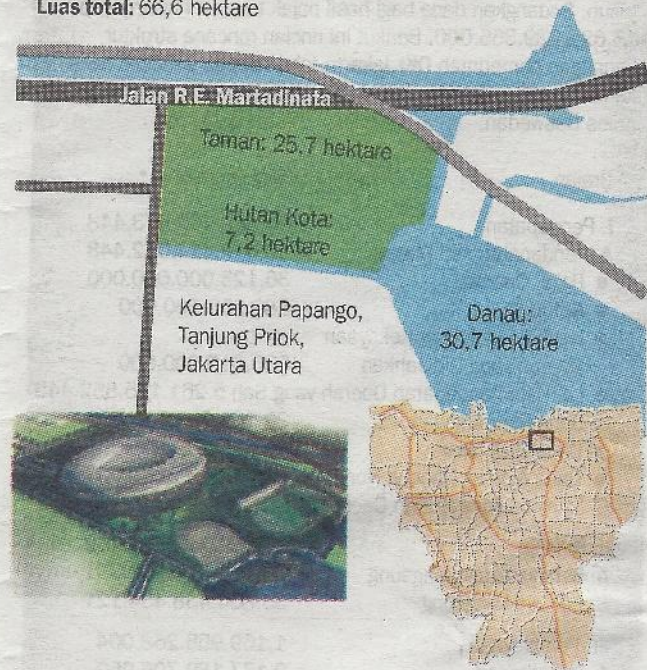 Luas total: 66,6 hektare
Jalan R.E. Martadinata
Taman: 25,7 hektare
Hutan Kota:
7,2 hektare
Kelurahan Papango,
Tanjung Priok,
Jakarta Utara
Danau:
30,7 hektare